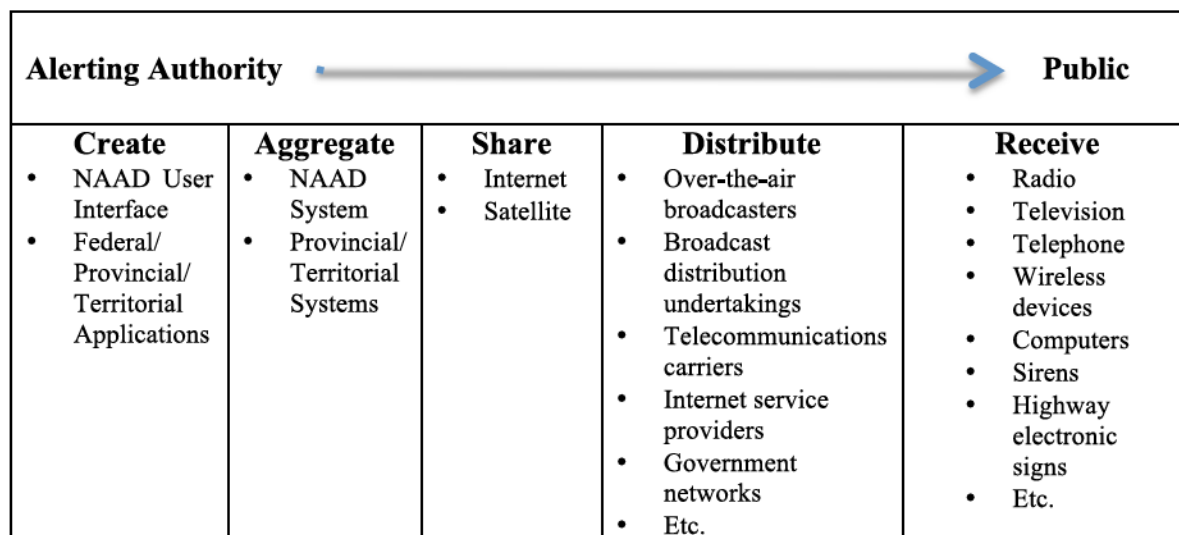 Alerting Authority
Public
Create
• NAAD User
Interface
• Federal/
Provincial/
Territorial
Applications
Aggregate
• NAAD
System
• Provincial/
Territorial
Systems
Share
• Internet
• Satellite
Distribute
• Over-the-air
broadcasters
• Broadcast
distribution
undertakings
• Telecommunications
carriers
• Internet service
providers
• Government
networks
• Etc.
Receive
• Radio
• Television
• Telephone
• Wireless
devices
• Computers
• Sirens
• Highway
electronic
signs
• Etc.